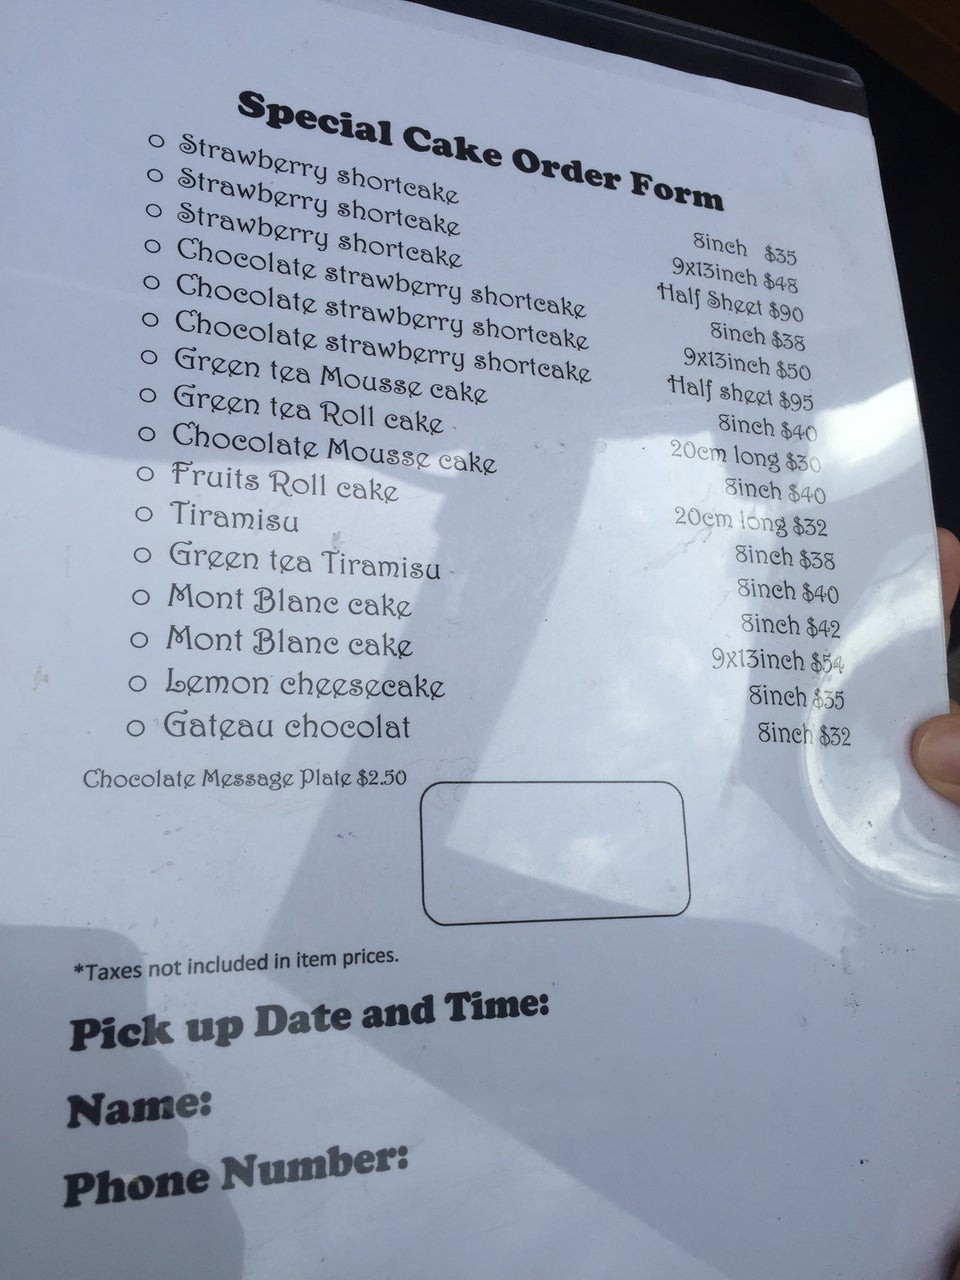 Special Cake Order Form
○ Strawberry shortcake 8inch $35
○ Strawberry shortcake 9x13inch $48
○ Strawberry shortcake Half Sheet $90
○ Chocolate strawberry shortcake 8inch $38
○ Chocolate strawberry shortcake 9x13inch $50
○ Chocolate strawberry shortcake Half sheet $95
○ Green tea Mousse cake 8inch $40
○ Green tea Roll cake 20cm long $30
○ Chocolate Mousse cake 8inch $40
○ Fruits Roll cake 20cm long $32
○ Tiramisu 8inch $38
○ Green tea Tiramisu 8inch $40
○ Mont Blanc cake 8inch $42
○ Mont Blanc cake 9x13inch $54
○ Lemon cheesecake 8inch $35
○ Gateau chocolat 8inch $32
Chocolate Message Plate $2.50
*Taxes not included in item prices.
Pick up Date and Time:
Name:
Phone Number: